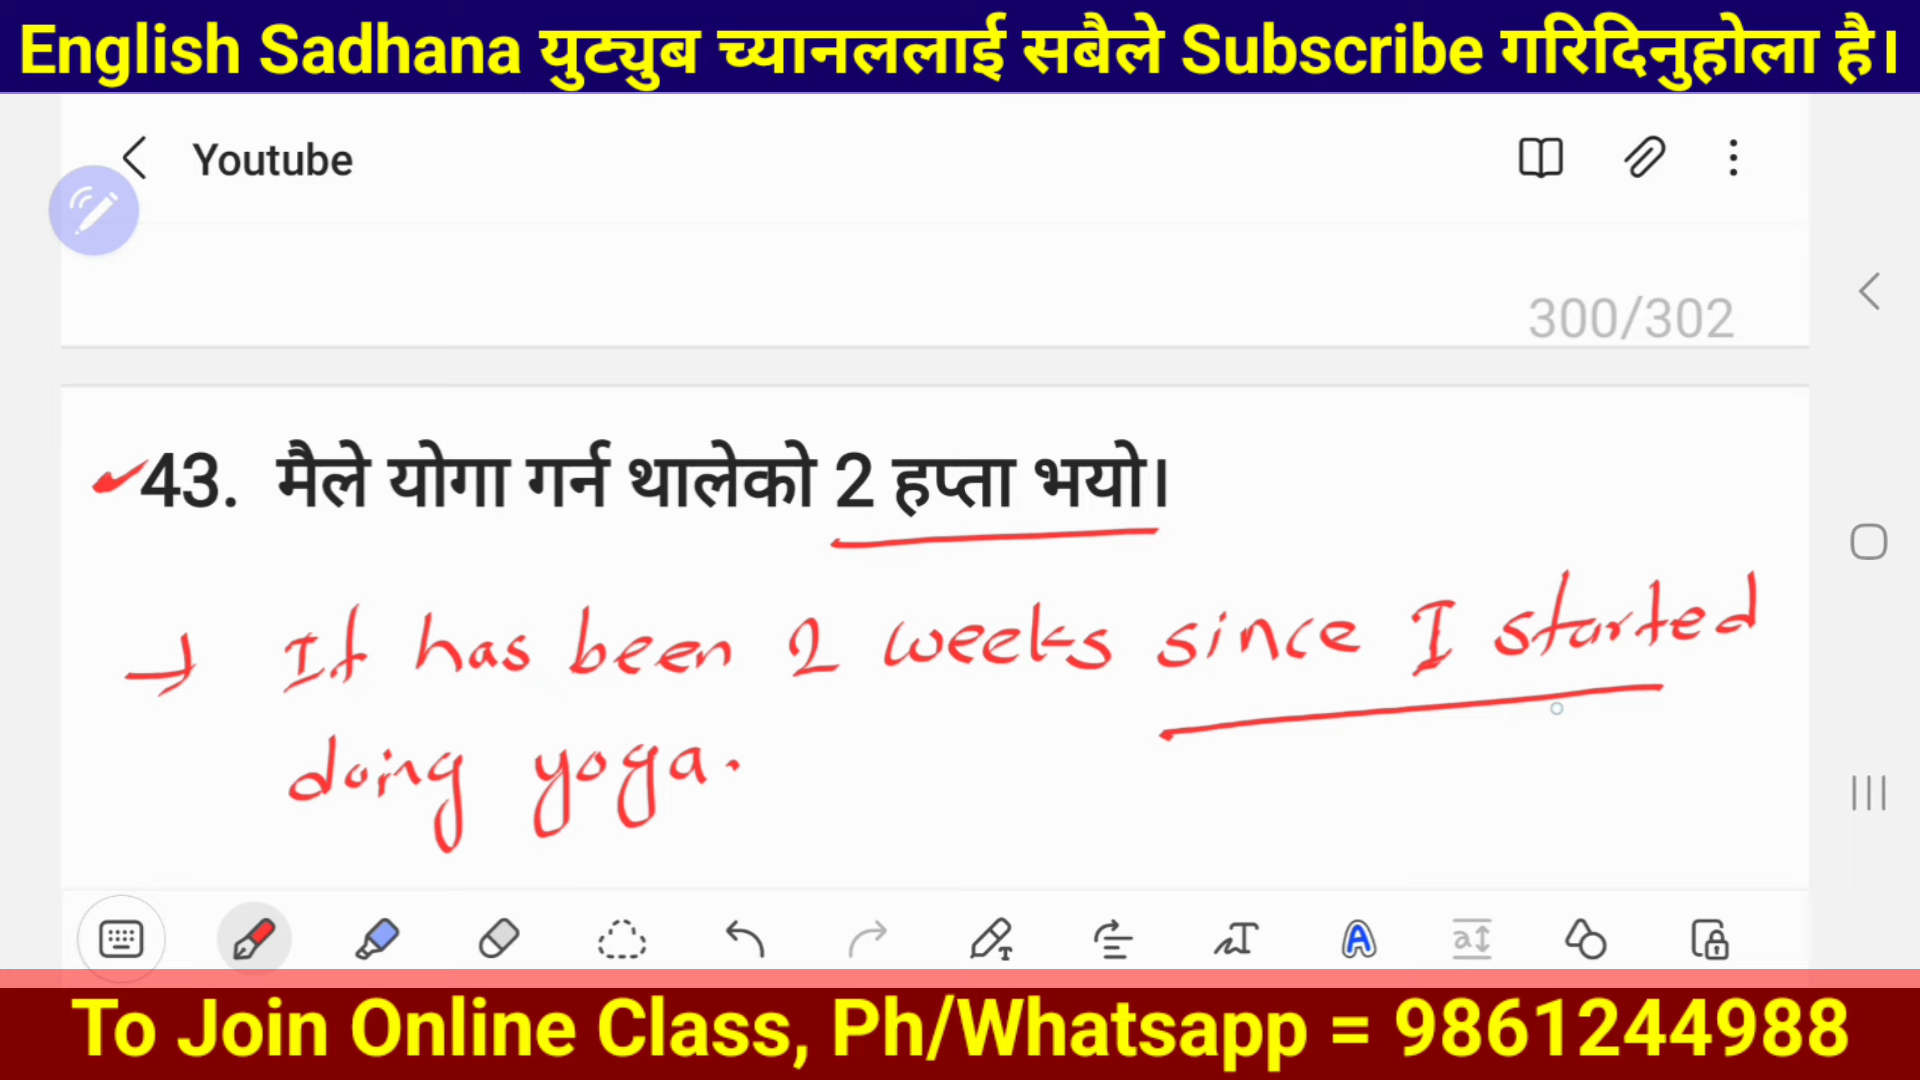 English Sadhana युट्युब च्यानललाई सबैले Subscribe गरिदिनुहोला है।
Youtube
300/302
43. मैले योगा गर्न थालेको 2 हप्ता भयो।
→ It has been 2 weeks since I started
doing yoga.
To Join Online Class, Ph/Whatsapp = 9861244988